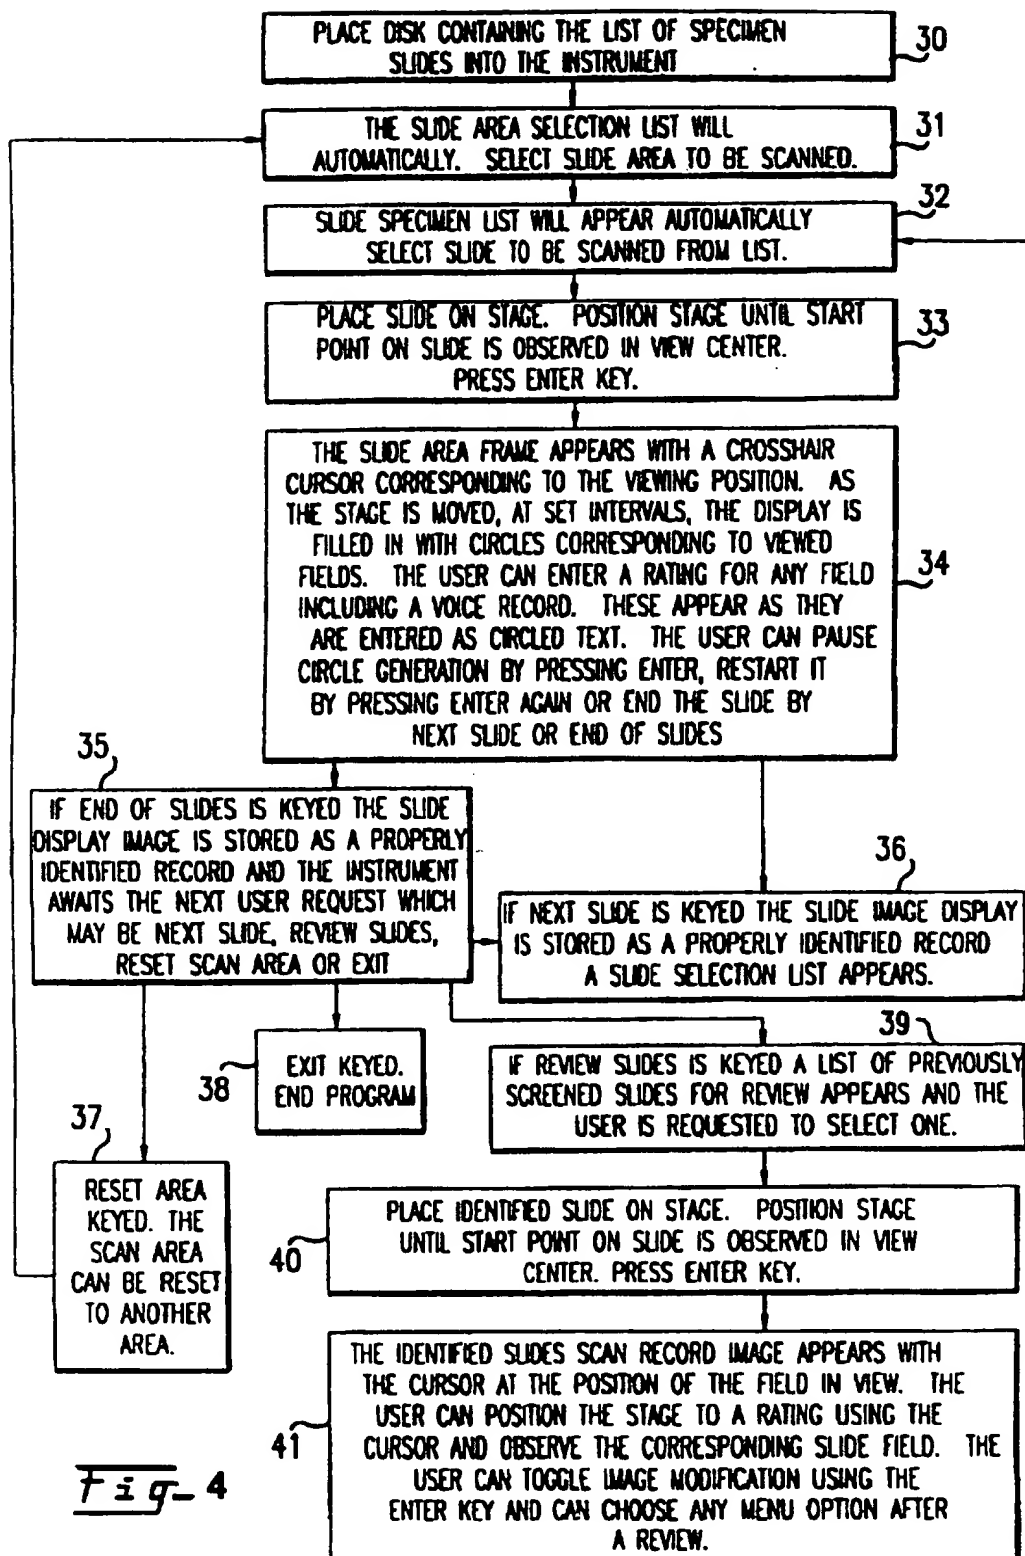 PLACE DISK CONTAINING THE LIST OF SPECIMEN
SLIDES INTO THE INSTRUMENT
30
THE SLIDE AREA SELECTION LIST WILL
AUTOMATICALLY. SELECT SLIDE AREA TO BE SCANNED.
31
SLIDE SPECIMEN LIST WILL APPEAR AUTOMATICALLY
SELECT SLIDE TO BE SCANNED FROM LIST.
32
PLACE SLIDE ON STAGE. POSITION STAGE UNTIL START
POINT ON SLIDE IS OBSERVED IN VIEW CENTER.
PRESS ENTER KEY.
33
THE SLIDE AREA FRAME APPEARS WITH A CROSSHAIR
CURSOR CORRESPONDING TO THE VIEWING POSITION. AS
THE STAGE IS MOVED, AT SET INTERVALS, THE DISPLAY IS
FILLED IN WITH CIRCLES CORRESPONDING TO VIEWED
FIELDS. THE USER CAN ENTER A RATING FOR ANY FIELD
INCLUDING A VOICE RECORD. THESE APPEAR AS THEY
ARE ENTERED AS CIRCLED TEXT. THE USER CAN PAUSE
CIRCLE GENERATION BY PRESSING ENTER, RESTART IT
BY PRESSING ENTER AGAIN OR END THE SLIDE BY
NEXT SLIDE OR END OF SLIDES
34
35
IF END OF SLIDES IS KEYED THE SLIDE
DISPLAY IMAGE IS STORED AS A PROPERLY
IDENTIFIED RECORD AND THE INSTRUMENT
AWAITS THE NEXT USER REQUEST WHICH
MAY BE NEXT SLIDE, REVIEW SLIDES,
RESET SCAN AREA OR EXIT
36
IF NEXT SLIDE IS KEYED THE SLIDE IMAGE DISPLAY
IS STORED AS A PROPERLY IDENTIFIED RECORD
A SLIDE SELECTION LIST APPEARS.
37
RESET AREA
KEYED. THE
SCAN AREA
CAN BE RESET
TO ANOTHER
AREA.
38
EXIT KEYED.
END PROGRAM
39
IF REVIEW SLIDES IS KEYED A LIST OF PREVIOUSLY
SCREENED SLIDES FOR REVIEW APPEARS AND THE
USER IS REQUESTED TO SELECT ONE.
40
PLACE IDENTIFIED SLIDE ON STAGE. POSITION STAGE
UNTIL START POINT ON SLIDE IS OBSERVED IN VIEW
CENTER. PRESS ENTER KEY.
41
THE IDENTIFIED SLIDES SCAN RECORD IMAGE APPEARS WITH
THE CURSOR AT THE POSITION OF THE FIELD IN VIEW. THE
USER CAN POSITION THE STAGE TO A RATING USING THE
CURSOR AND OBSERVE THE CORRESPONDING SLIDE FIELD. THE
USER CAN TOGGLE IMAGE MODIFICATION USING THE
ENTER KEY AND CAN CHOOSE ANY MENU OPTION AFTER
A REVIEW.
Fig_4